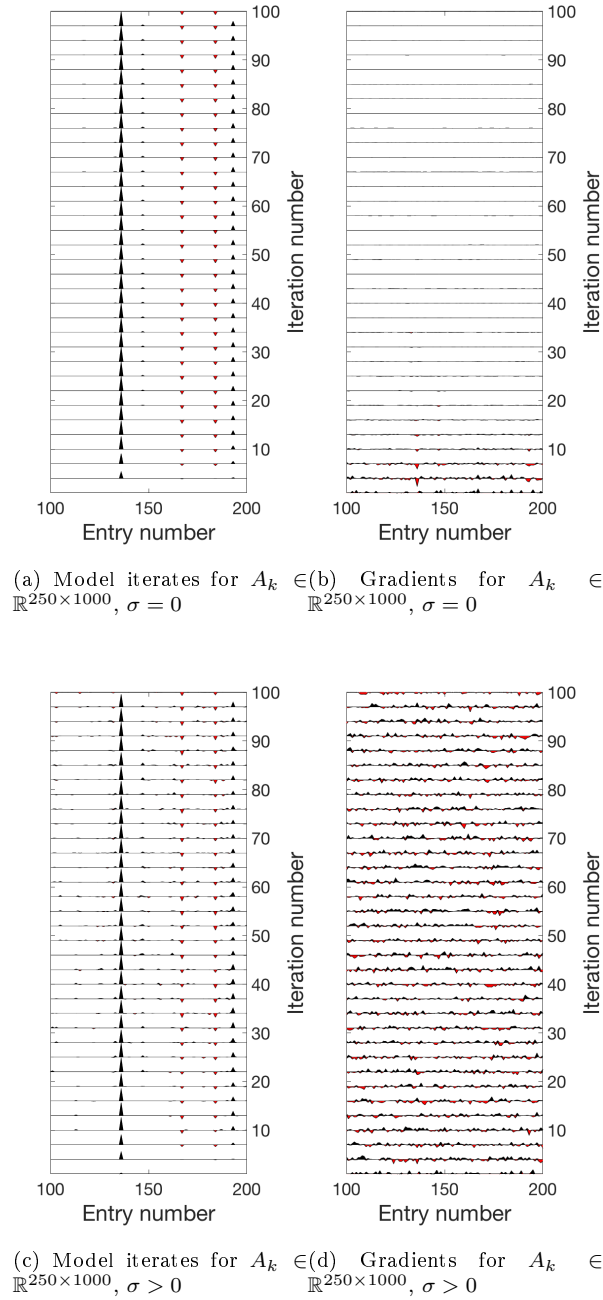 100
90
80
70
60
50
40
30
20
10
100 150 200
Entry number
Iteration number
100
90
80
70
60
50
40
30
20
10
100 150 200
Entry number
Iteration number
(a) Model iterates for A_k ∈
ℝ^{250×1000}, σ = 0
(b) Gradients for A_k ∈
ℝ^{250×1000}, σ = 0
100
90
80
70
60
50
40
30
20
10
100 150 200
Entry number
Iteration number
100
90
80
70
60
50
40
30
20
10
100 150 200
Entry number
Iteration number
(c) Model iterates for A_k ∈
ℝ^{250×1000}, σ > 0
(d) Gradients for A_k ∈
ℝ^{250×1000}, σ > 0